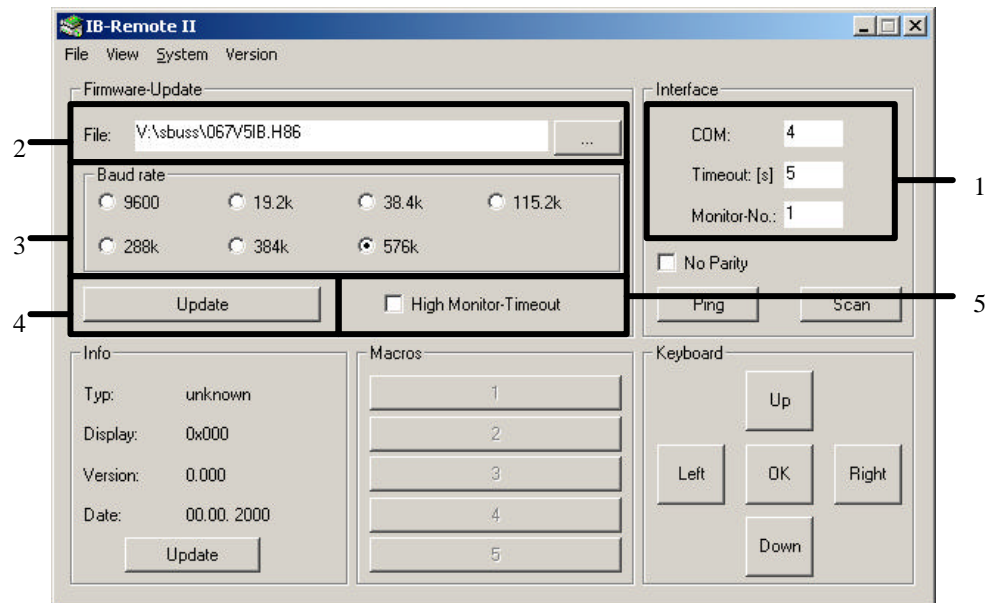 IB-Remote II
File View System Version
Firmware-Update
File: V:\sbuss\067V5IB.H86 ...
2
Baud rate
9600 19.2k 38.4k 115.2k
288k 384k 576k
3
Update High Monitor-Timeout
4
Interface
COM: 4
Timeout: [s] 5
Monitor-No.: 1
1
No Parity
Ping Scan
5
Info
Typ: unknown
Display: 0x000
Version: 0.000
Date: 00.00. 2000
Update
Macros
1
2
3
4
5
Keyboard
Up
Left OK Right
Down